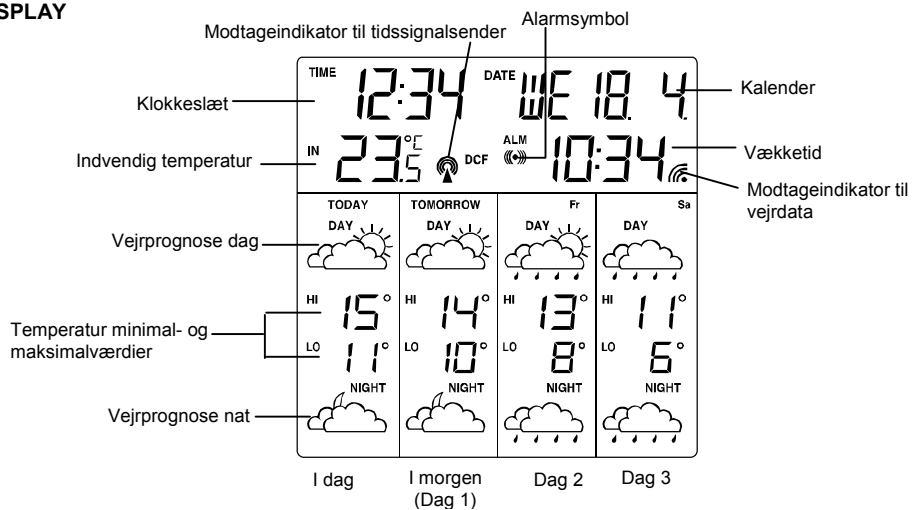 SPLAY
Modtageindikator til tidssignalsender
Alarmsymbol
TIME 12:34 DATE WE 18. 4.
Klokkeslæt
Kalender
IN 23.5 °C DCF ALM 10:34
Indvendig temperatur
Vækketid
Modtageindikator til
vejrdata
TODAY TOMORROW Fr Sa
DAY DAY DAY DAY
Vejrprognose dag
HI 15° HI 14° HI 13° HI 11°
Temperatur minimal- og
maksimalværdier
LO 11° LO 10° LO 8° LO 6°
NIGHT NIGHT NIGHT NIGHT
Vejrprognose nat
I dag
I morgen
(Dag 1)
Dag 2
Dag 3